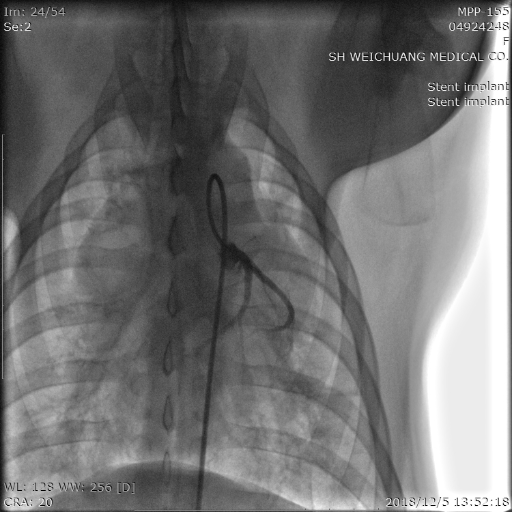 Im: 24/54
Se:2
MPP-155
04924248
F
SH WEICHUANG MEDICAL CO.
Stent implant
Stent implant
WL: 128 WW: 256 [D]
CRA: 20
2018/12/5 13:52:18